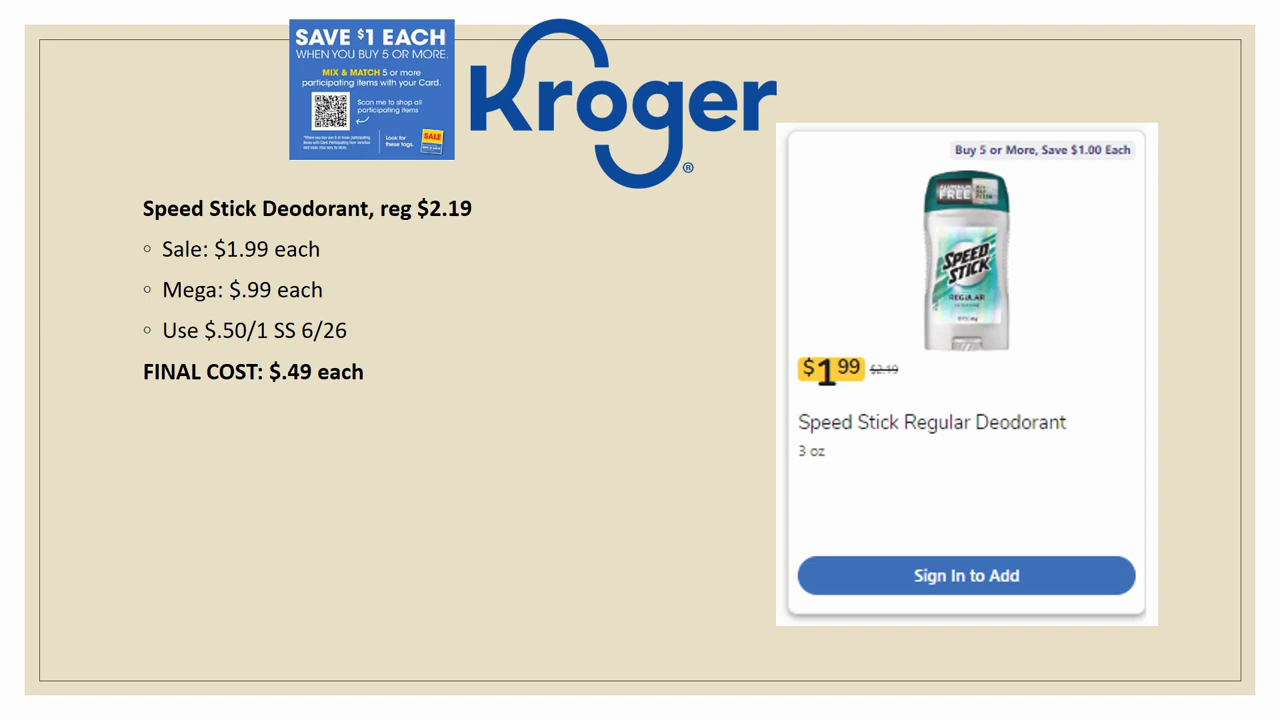 SAVE $1 EACH
WHEN YOU BUY 5 OR MORE.
MIX & MATCH 5 or more
participating items with your Card.
Scan me to shop all
participating items
Look for
these tags.
SALE
Kroger
®
Buy 5 or More, Save $1.00 Each
FREE
SPEED
STICK
REGULAR
$1 99 $2.19
Speed Stick Regular Deodorant
3 oz
Sign In to Add
Speed Stick Deodorant, reg $2.19
◦ Sale: $1.99 each
◦ Mega: $.99 each
◦ Use $.50/1 SS 6/26
FINAL COST: $.49 each